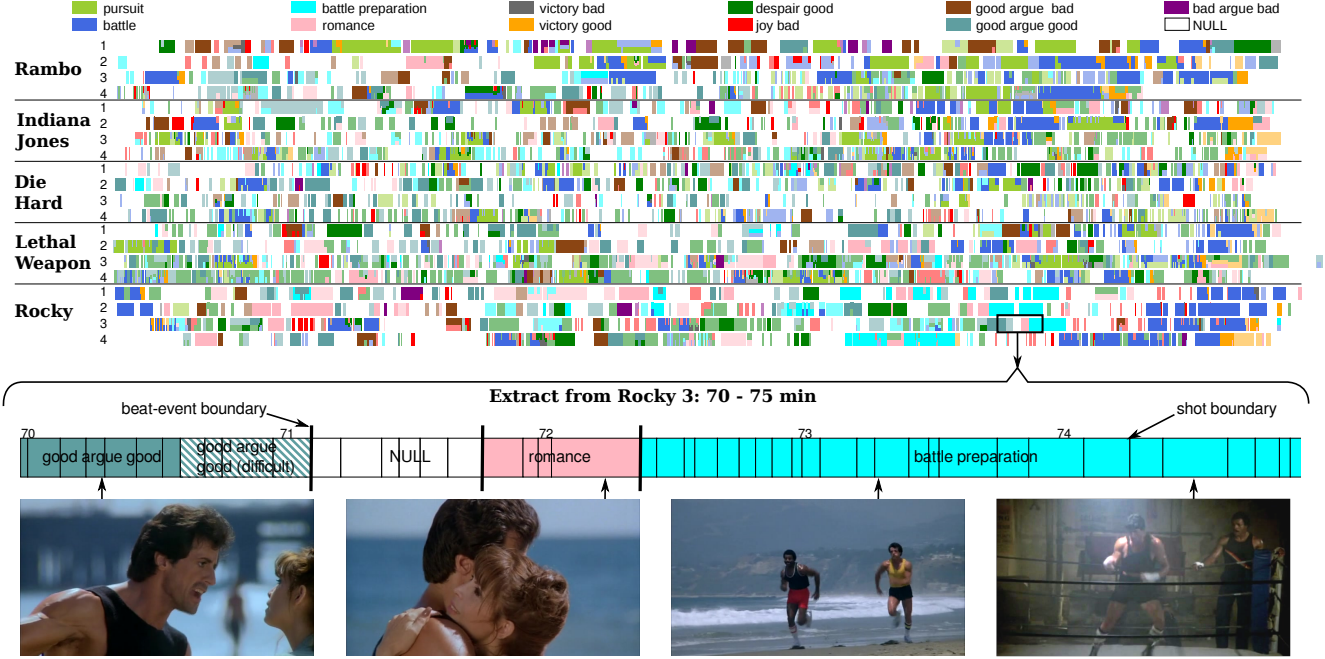 pursuit battle preparation victory bad despair good good argue bad bad argue bad
battle romance victory good joy bad good argue good NULL
Rambo
1
2
3
4
Indiana Jones
1
2
3
4
Die Hard
1
2
3
4
Lethal Weapon
1
2
3
4
Rocky
1
2
3
4
Extract from Rocky 3: 70 - 75 min
beat-event boundary
shot boundary
70 71 72 73 74
good argue good
good argue
good (difficult)
NULL
romance
battle preparation